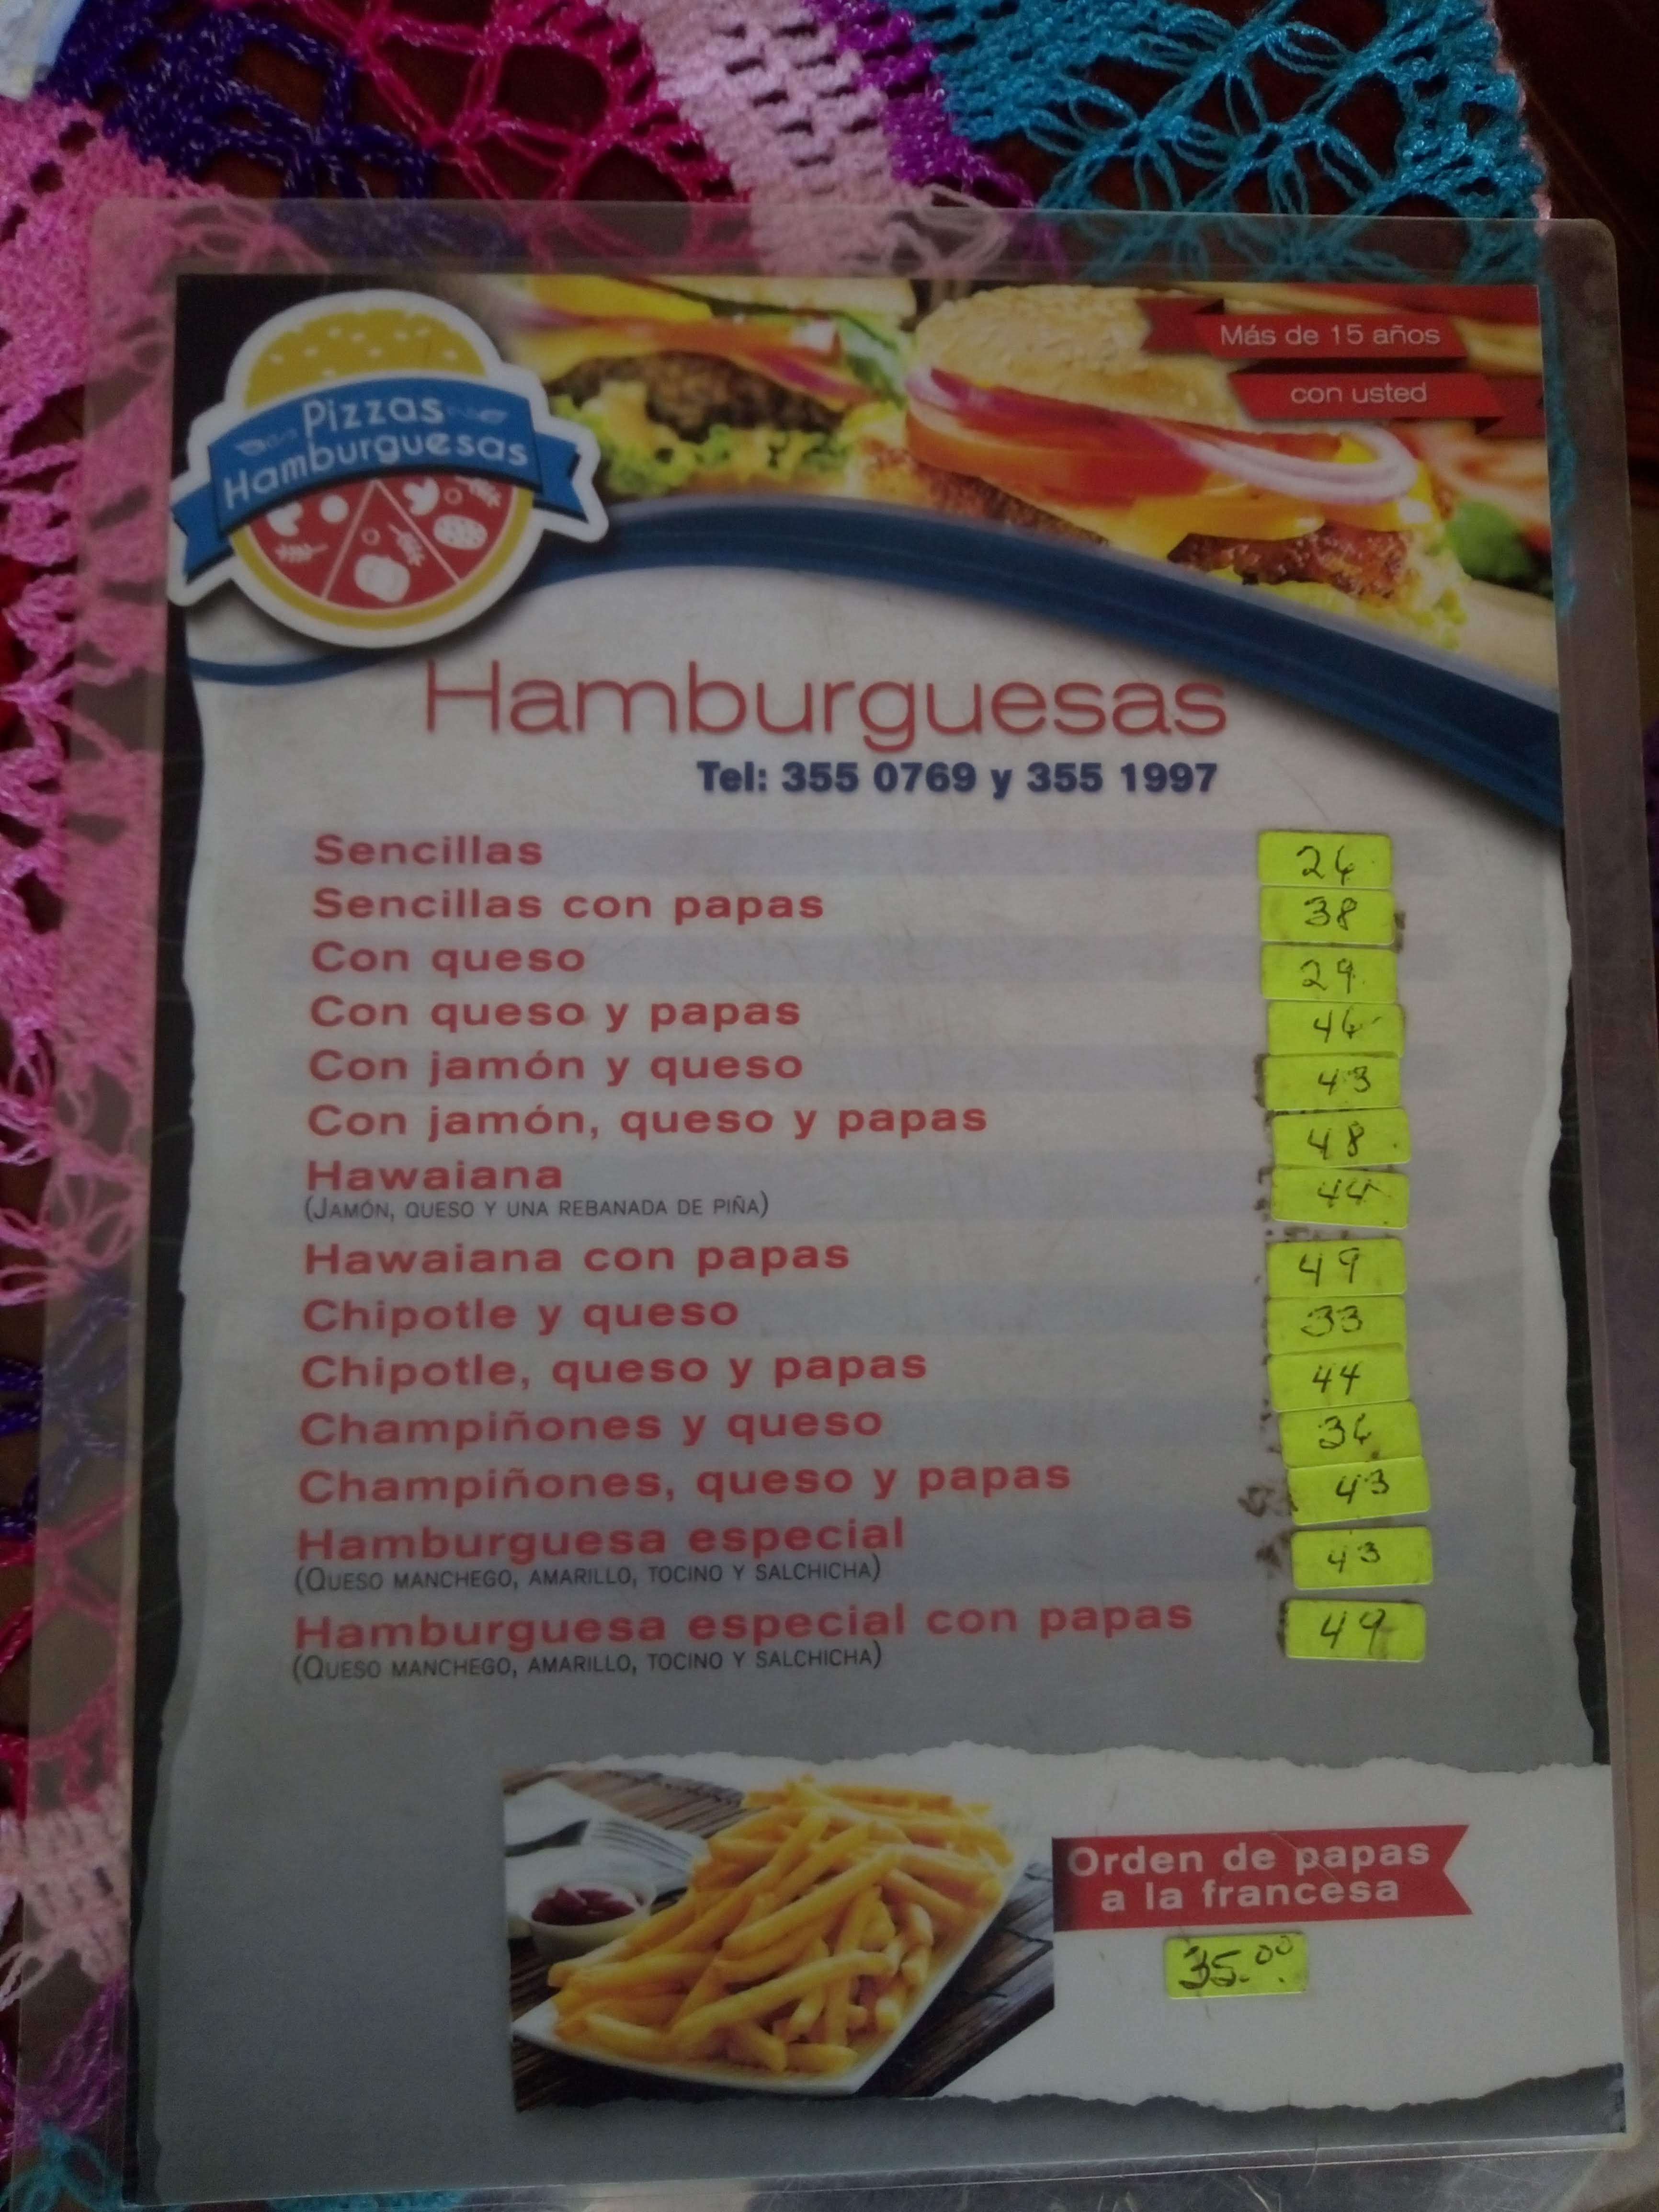 Más de 15 años
con usted
Pizzas
Hamburguesas
Hamburguesas
Tel: 355 0769 y 355 1997
Sencillas 26
Sencillas con papas 38
Con queso 29
Con queso y papas 46
Con jamón y queso 43
Con jamón, queso y papas 48
Hawaiana 44
(Jamón, queso y una rebanada de piña)
Hawaiana con papas 49
Chipotle y queso 33
Chipotle, queso y papas 44
Champiñones y queso 36
Champiñones, queso y papas 43
Hamburguesa especial 43
(Queso manchego, amarillo, tocino y salchicha)
Hamburguesa especial con papas 49
(Queso manchego, amarillo, tocino y salchicha)
Orden de papas
a la francesa
35.00